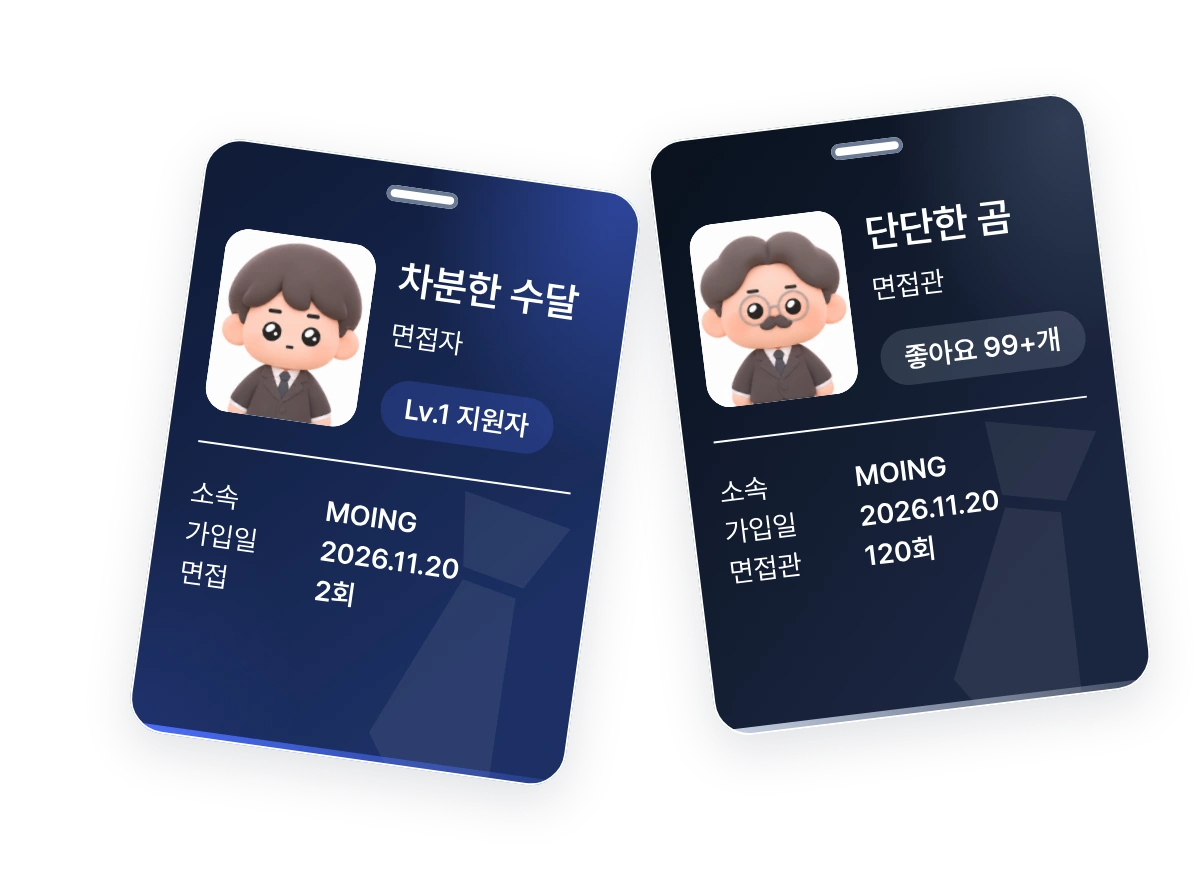 차분한 수달
면접자
Lv.1 지원자
소속 MOING
가입일 2026.11.20
면접 2회
단단한 곰
면접관
좋아요 99+개
소속 MOING
가입일 2026.11.20
면접관 120회